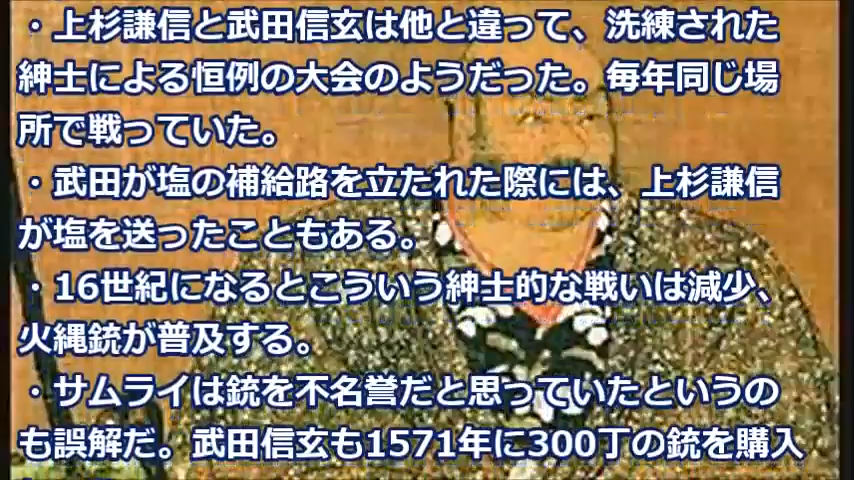 ・上杉謙信と武田信玄は他と違って、洗練された
紳士による恒例の大会のようだった。毎年同じ場
所で戦っていた。
・武田が塩の補給路を立たれた際には、上杉謙信
が塩を送ったこともある。
・16世紀になるとこういう紳士的な戦いは減少、
火縄銃が普及する。
・サムライは銃を不名誉だと思っていたというの
も誤解だ。武田信玄も1571年に300丁の銃を購入